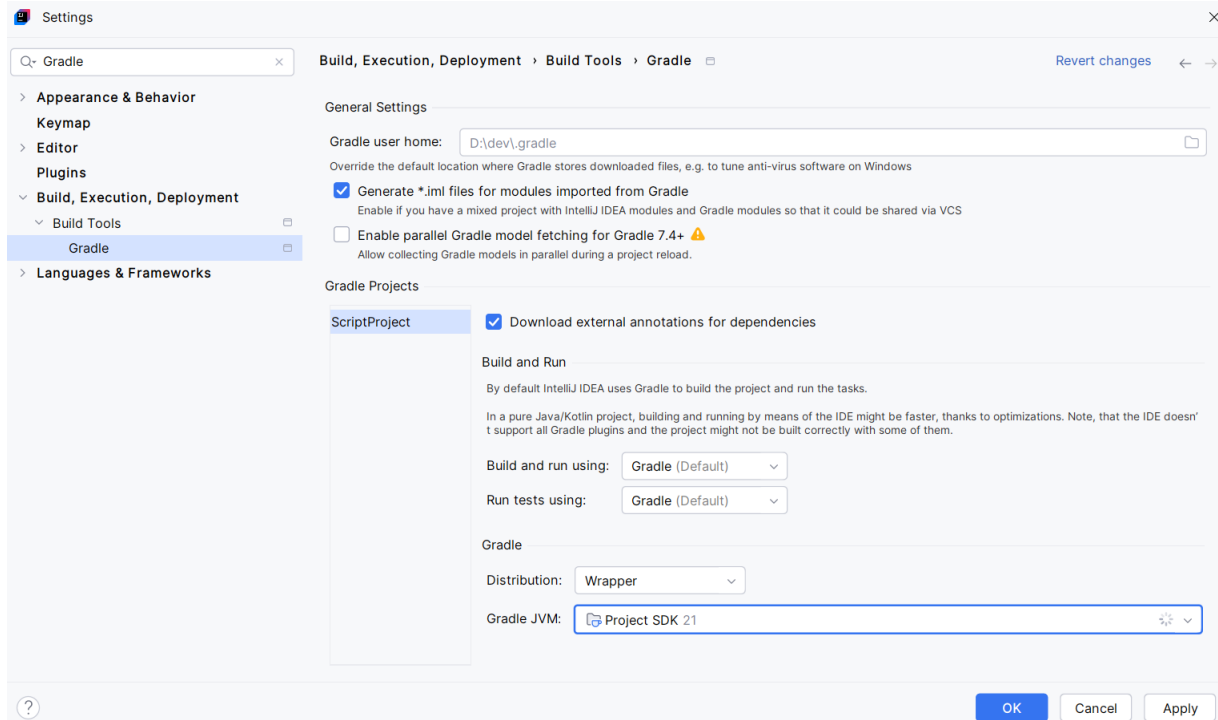 Settings
Gradle
Appearance & Behavior
Keymap
Editor
Plugins
Build, Execution, Deployment
Build Tools
Gradle
Languages & Frameworks
Build, Execution, Deployment › Build Tools › Gradle
Revert changes
General Settings
Gradle user home: D:\dev\.gradle
Override the default location where Gradle stores downloaded files, e.g. to tune anti-virus software on Windows
Generate *.iml files for modules imported from Gradle
Enable if you have a mixed project with IntelliJ IDEA modules and Gradle modules so that it could be shared via VCS
Enable parallel Gradle model fetching for Gradle 7.4+
Allow collecting Gradle models in parallel during a project reload.
Gradle Projects
ScriptProject
Download external annotations for dependencies
Build and Run
By default IntelliJ IDEA uses Gradle to build the project and run the tasks.
In a pure Java/Kotlin project, building and running by means of the IDE might be faster, thanks to optimizations. Note, that the IDE doesn'
t support all Gradle plugins and the project might not be built correctly with some of them.
Build and run using: Gradle (Default)
Run tests using: Gradle (Default)
Gradle
Distribution: Wrapper
Gradle JVM: Project SDK 21
? OK Cancel Apply